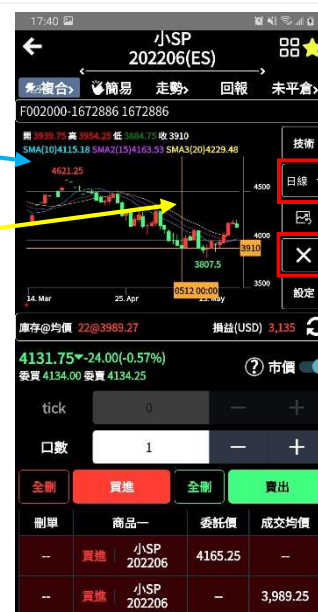 17:40
小SP
202206(ES)
複合 簡易 走勢 回報 未平倉
F002000-1672886 1672886
開 3939.75 高 3954.25 低 3884.75 收 3910
SMA(10)4115.18 SMA2(15)4163.53 SMA3(20)4229.48
技術
4621.25
日線
4500
4000
3910
3807.5
3500
設定
14. Mar 25. Apr 0512 00:00 23. May
庫存@均價 22@3989.27 損益(USD) 3,135
4131.75▼-24.00(-0.57%)
委買 4134.00 委賣 4134.25
? 市價
tick 0 — +
口數 1 — +
全刪 買進 全刪 賣出
刪單 商品一 委託價 成交均價
-- 買進 小SP 202206 4165.25 --
-- 買進 小SP 202206 -- 3,989.25